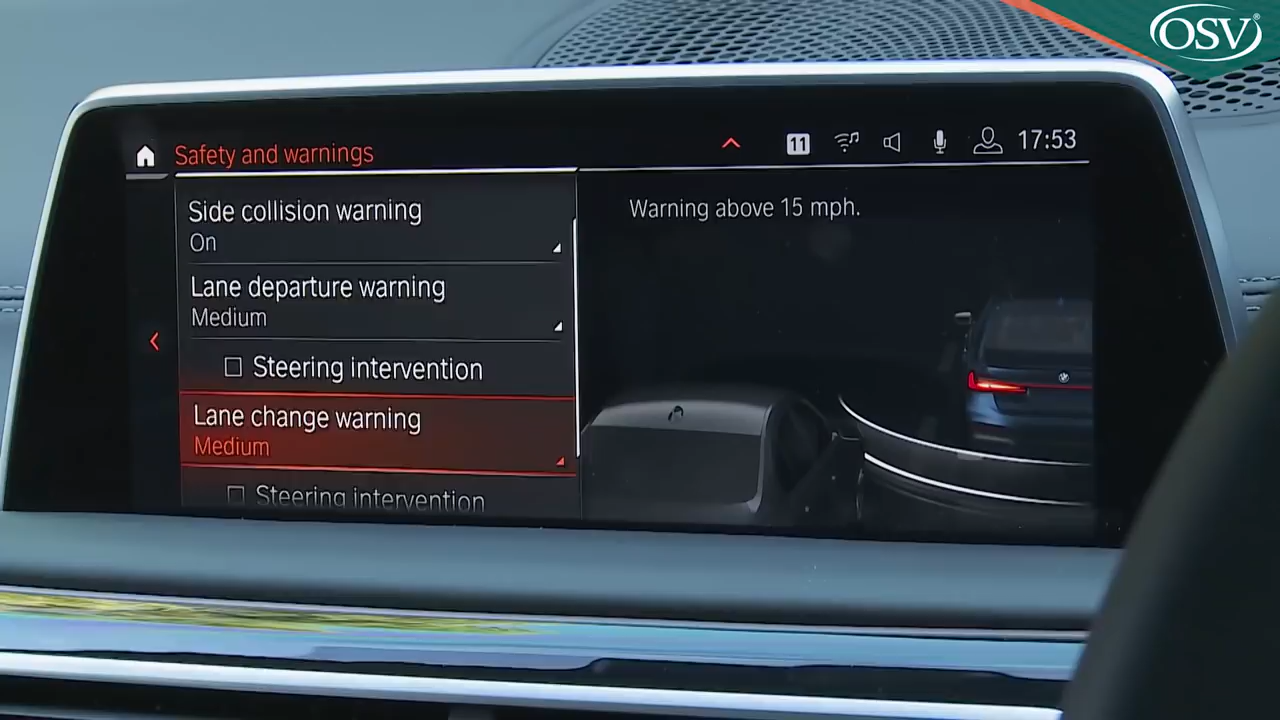 OSV®
Safety and warnings
11
17:53
Side collision warning
On
Lane departure warning
Medium
Steering intervention
Lane change warning
Medium
Steering intervention
Warning above 15 mph.